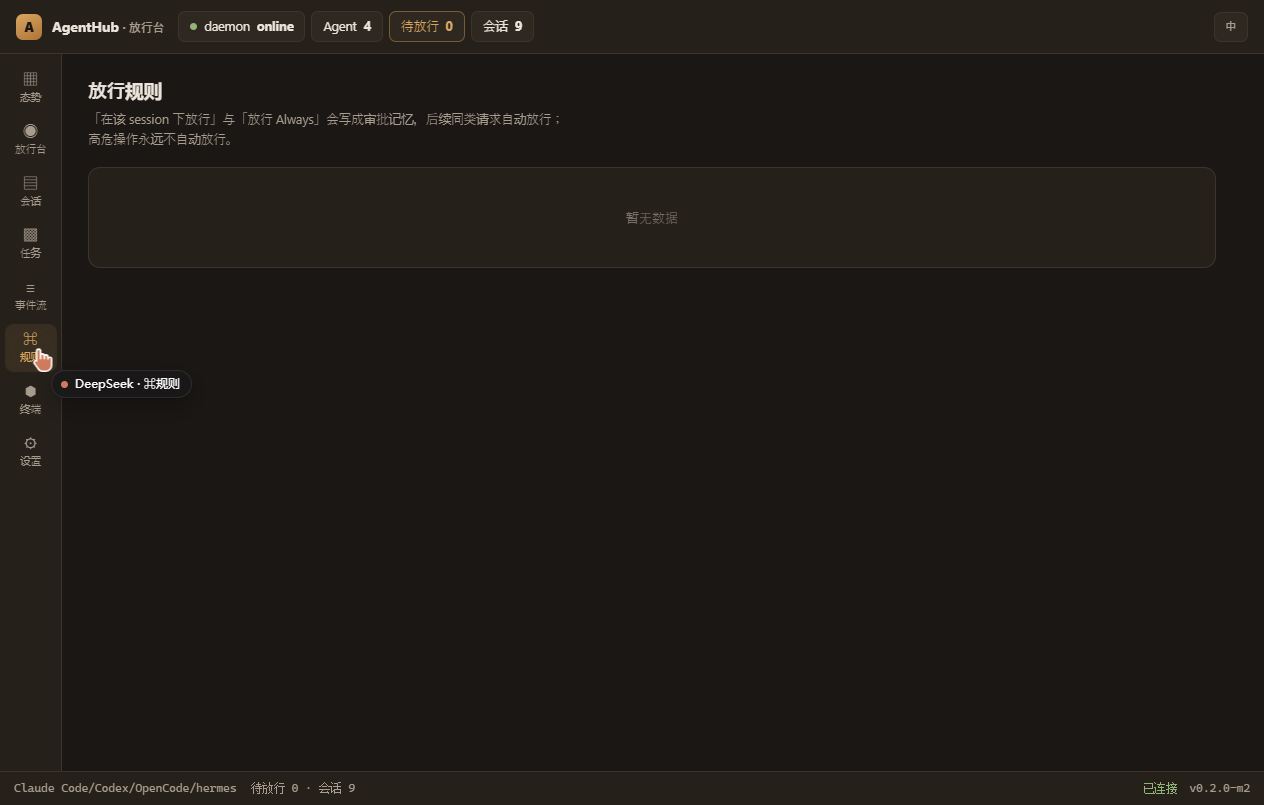 A AgentHub · 放行台 daemon online Agent 4 待放行 0 会话 9 中
态势
放行台
会话
任务
事件流
规则
终端
设置
放行规则
「在该 session 下放行」与「放行 Always」会写成审批记忆，后续同类请求自动放行；
高危操作永远不自动放行。
暂无数据
DeepSeek · ⌘规则
Claude Code/Codex/OpenCode/hermes 待放行 0 · 会话 9 已连接 v0.2.0-m2